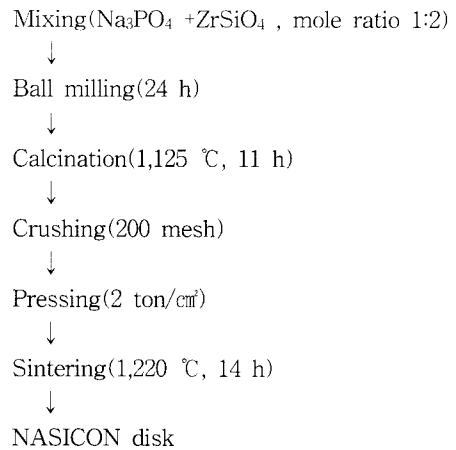 Mixing(Na₃PO₄ +ZrSiO₄ , mole ratio 1:2)
↓
Ball milling(24 h)
↓
Calcination(1,125 ℃, 11 h)
↓
Crushing(200 mesh)
↓
Pressing(2 ton/㎠)
↓
Sintering(1,220 ℃, 14 h)
↓
NASICON disk